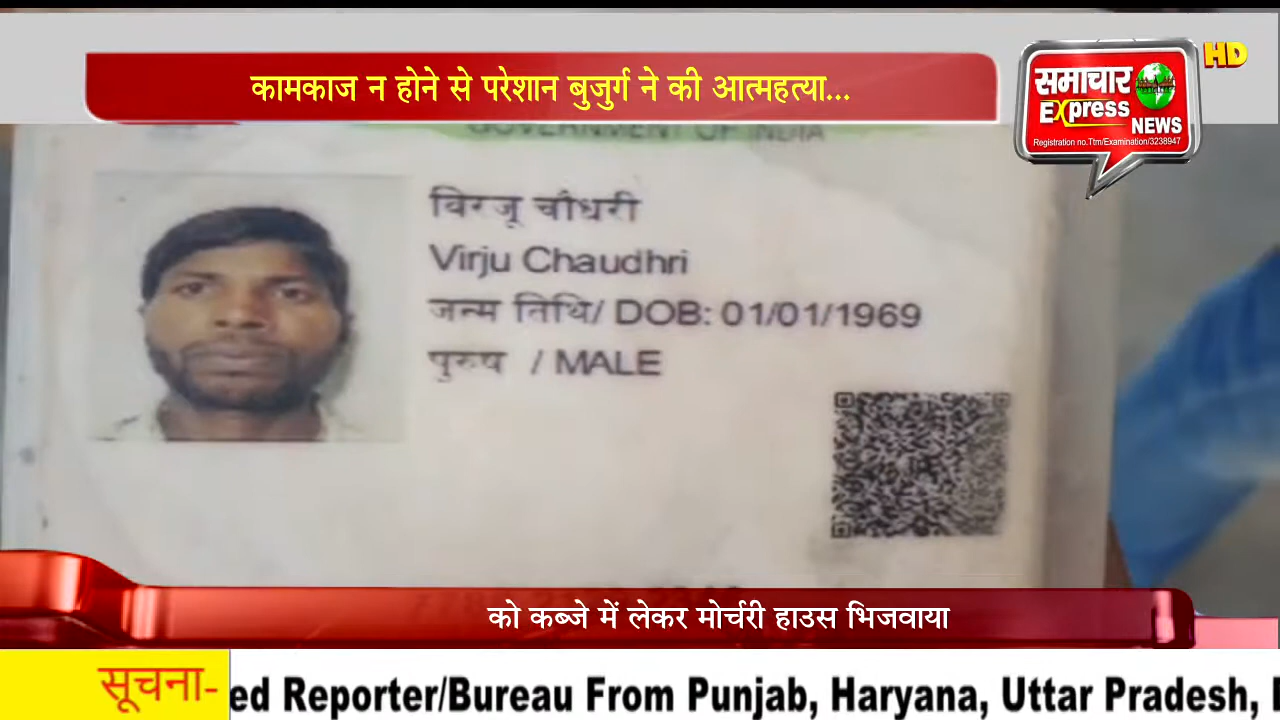 कामकाज न होने से परेशान बुजुर्ग ने की आत्महत्या...
समाचार
Express
NEWS
Registration no.Ttm/Examination/3238947
HD
GOVERNMENT OF INDIA
विरजू चौधरी
Virju Chaudhri
जन्म तिथि/ DOB: 01/01/1969
पुरुष / MALE
को कब्जे में लेकर मोर्चरी हाउस भिजवाया
सूचना-
ed Reporter/Bureau From Punjab, Haryana, Uttar Pradesh,